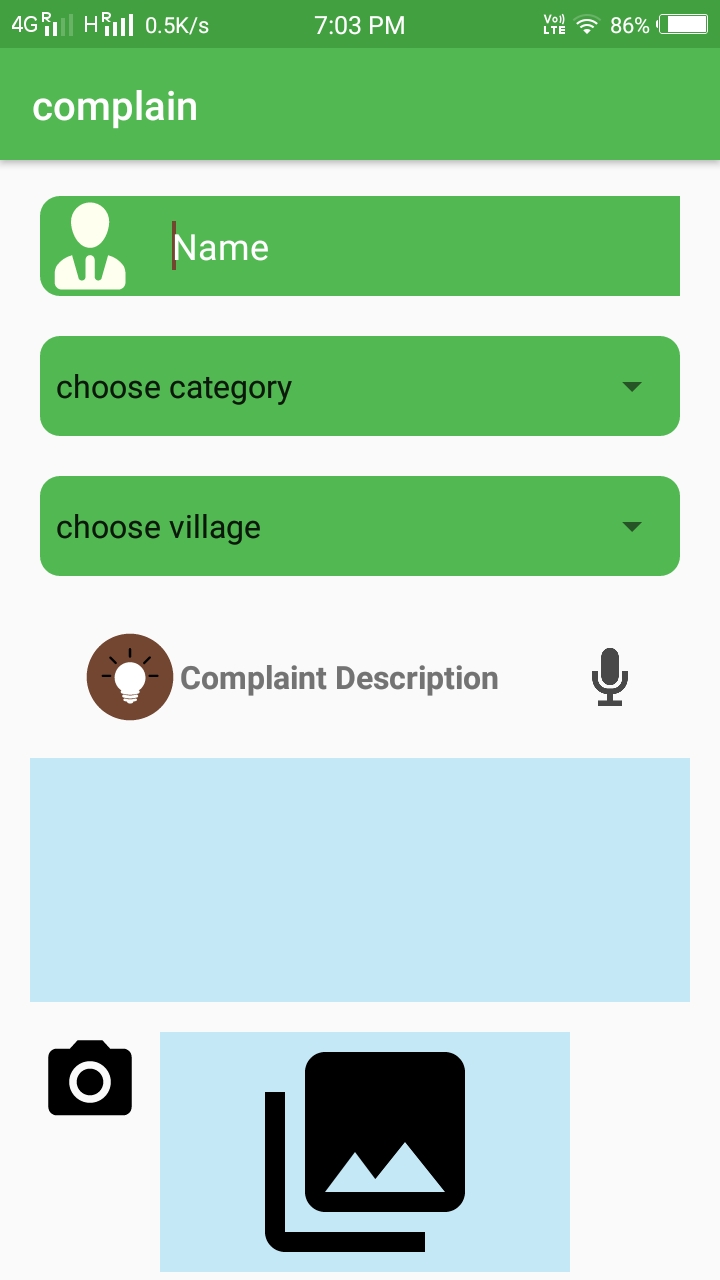 4G R H R 0.5K/s 7:03 PM Vo)) LTE 86%
complain
Name
choose category
choose village
Complaint Description